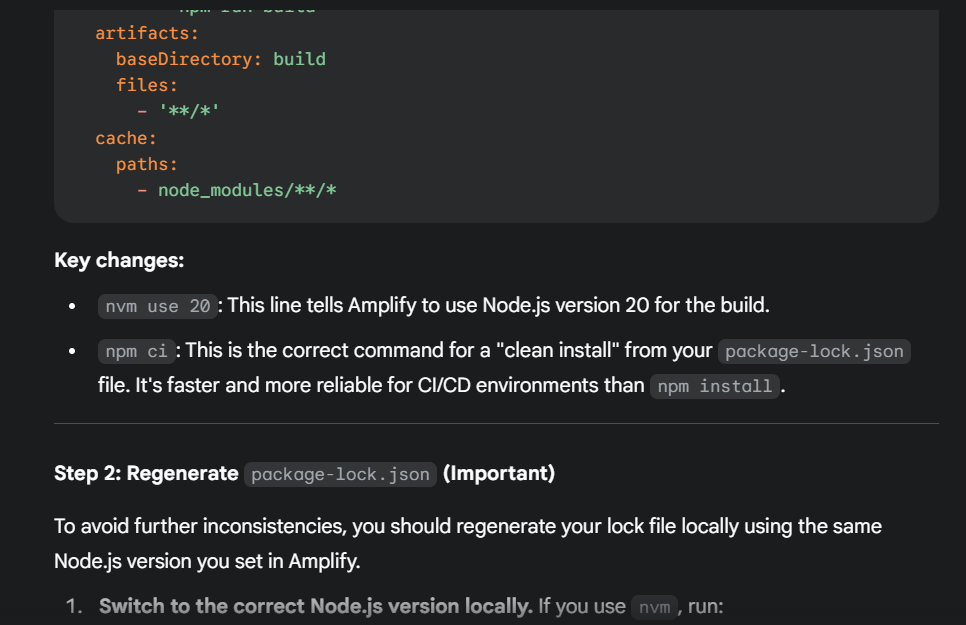 npm run build
artifacts:
baseDirectory: build
files:
- '**/*'
cache:
paths:
- node_modules/**/*
Key changes:
• nvm use 20: This line tells Amplify to use Node.js version 20 for the build.
• npm ci: This is the correct command for a "clean install" from your package-lock.json
file. It's faster and more reliable for CI/CD environments than npm install.
Step 2: Regenerate package-lock.json (Important)
To avoid further inconsistencies, you should regenerate your lock file locally using the same
Node.js version you set in Amplify.
1. Switch to the correct Node.js version locally. If you use nvm, run: